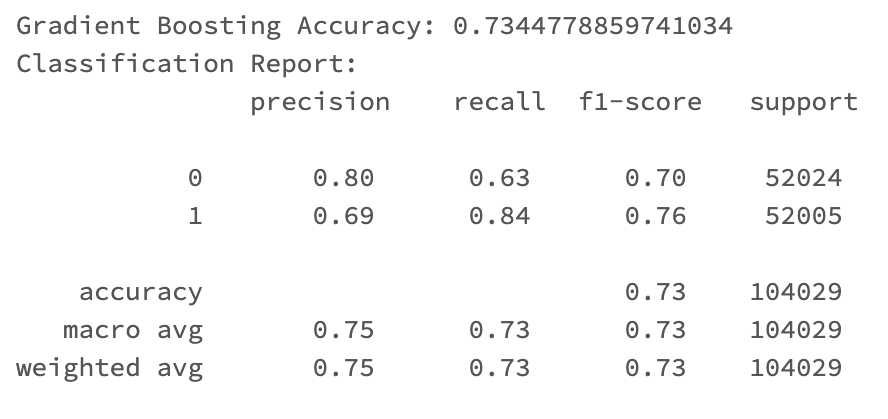 Gradient Boosting Accuracy: 0.7344778859741034
Classification Report:
precision recall f1-score support
0 0.80 0.63 0.70 52024
1 0.69 0.84 0.76 52005
accuracy 0.73 104029
macro avg 0.75 0.73 0.73 104029
weighted avg 0.75 0.73 0.73 104029